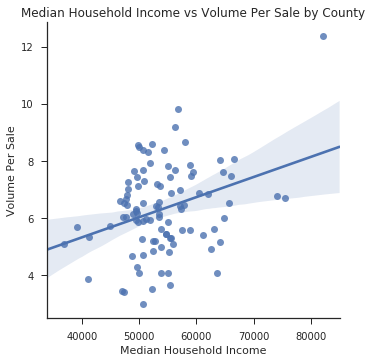 Median Household Income vs Volume Per Sale by County
12
10
8
6
4
Volume Per Sale
40000 50000 60000 70000 80000
Median Household Income